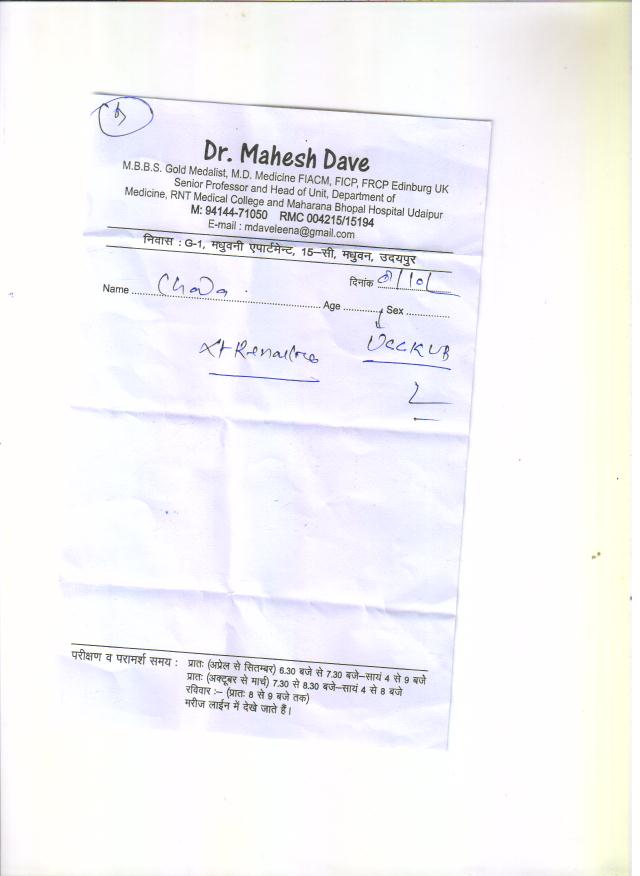 Dr. Mahesh Dave
M.B.B.S. Gold Medalist, M.D. Medicine FIACM, FICP, FRCP Edinburg UK
Senior Professor and Head of Unit, Department of
Medicine, RNT Medical College and Maharana Bhopal Hospital Udaipur
M: 94144-71050 RMC 004215/15194
E-mail : mdaveleena@gmail.com
निवास : G-1, मधुवनी एपार्टमेन्ट, 15-सी, मधुवन, उदयपुर
दिनांक
Name Age Sex
परीक्षण व परामर्श समय : प्रातः (अप्रेल से सितम्बर) 6.30 बजे से 7.30 बजे-सायं 4 से 9 बजे
प्रातः (अक्टूबर से मार्च) 7.30 से 8.30 बजे-सायं 4 से 8 बजे
रविवार :- (प्रातः 8 से 9 बजे तक)
मरीज लाईन में देखे जाते हैं।